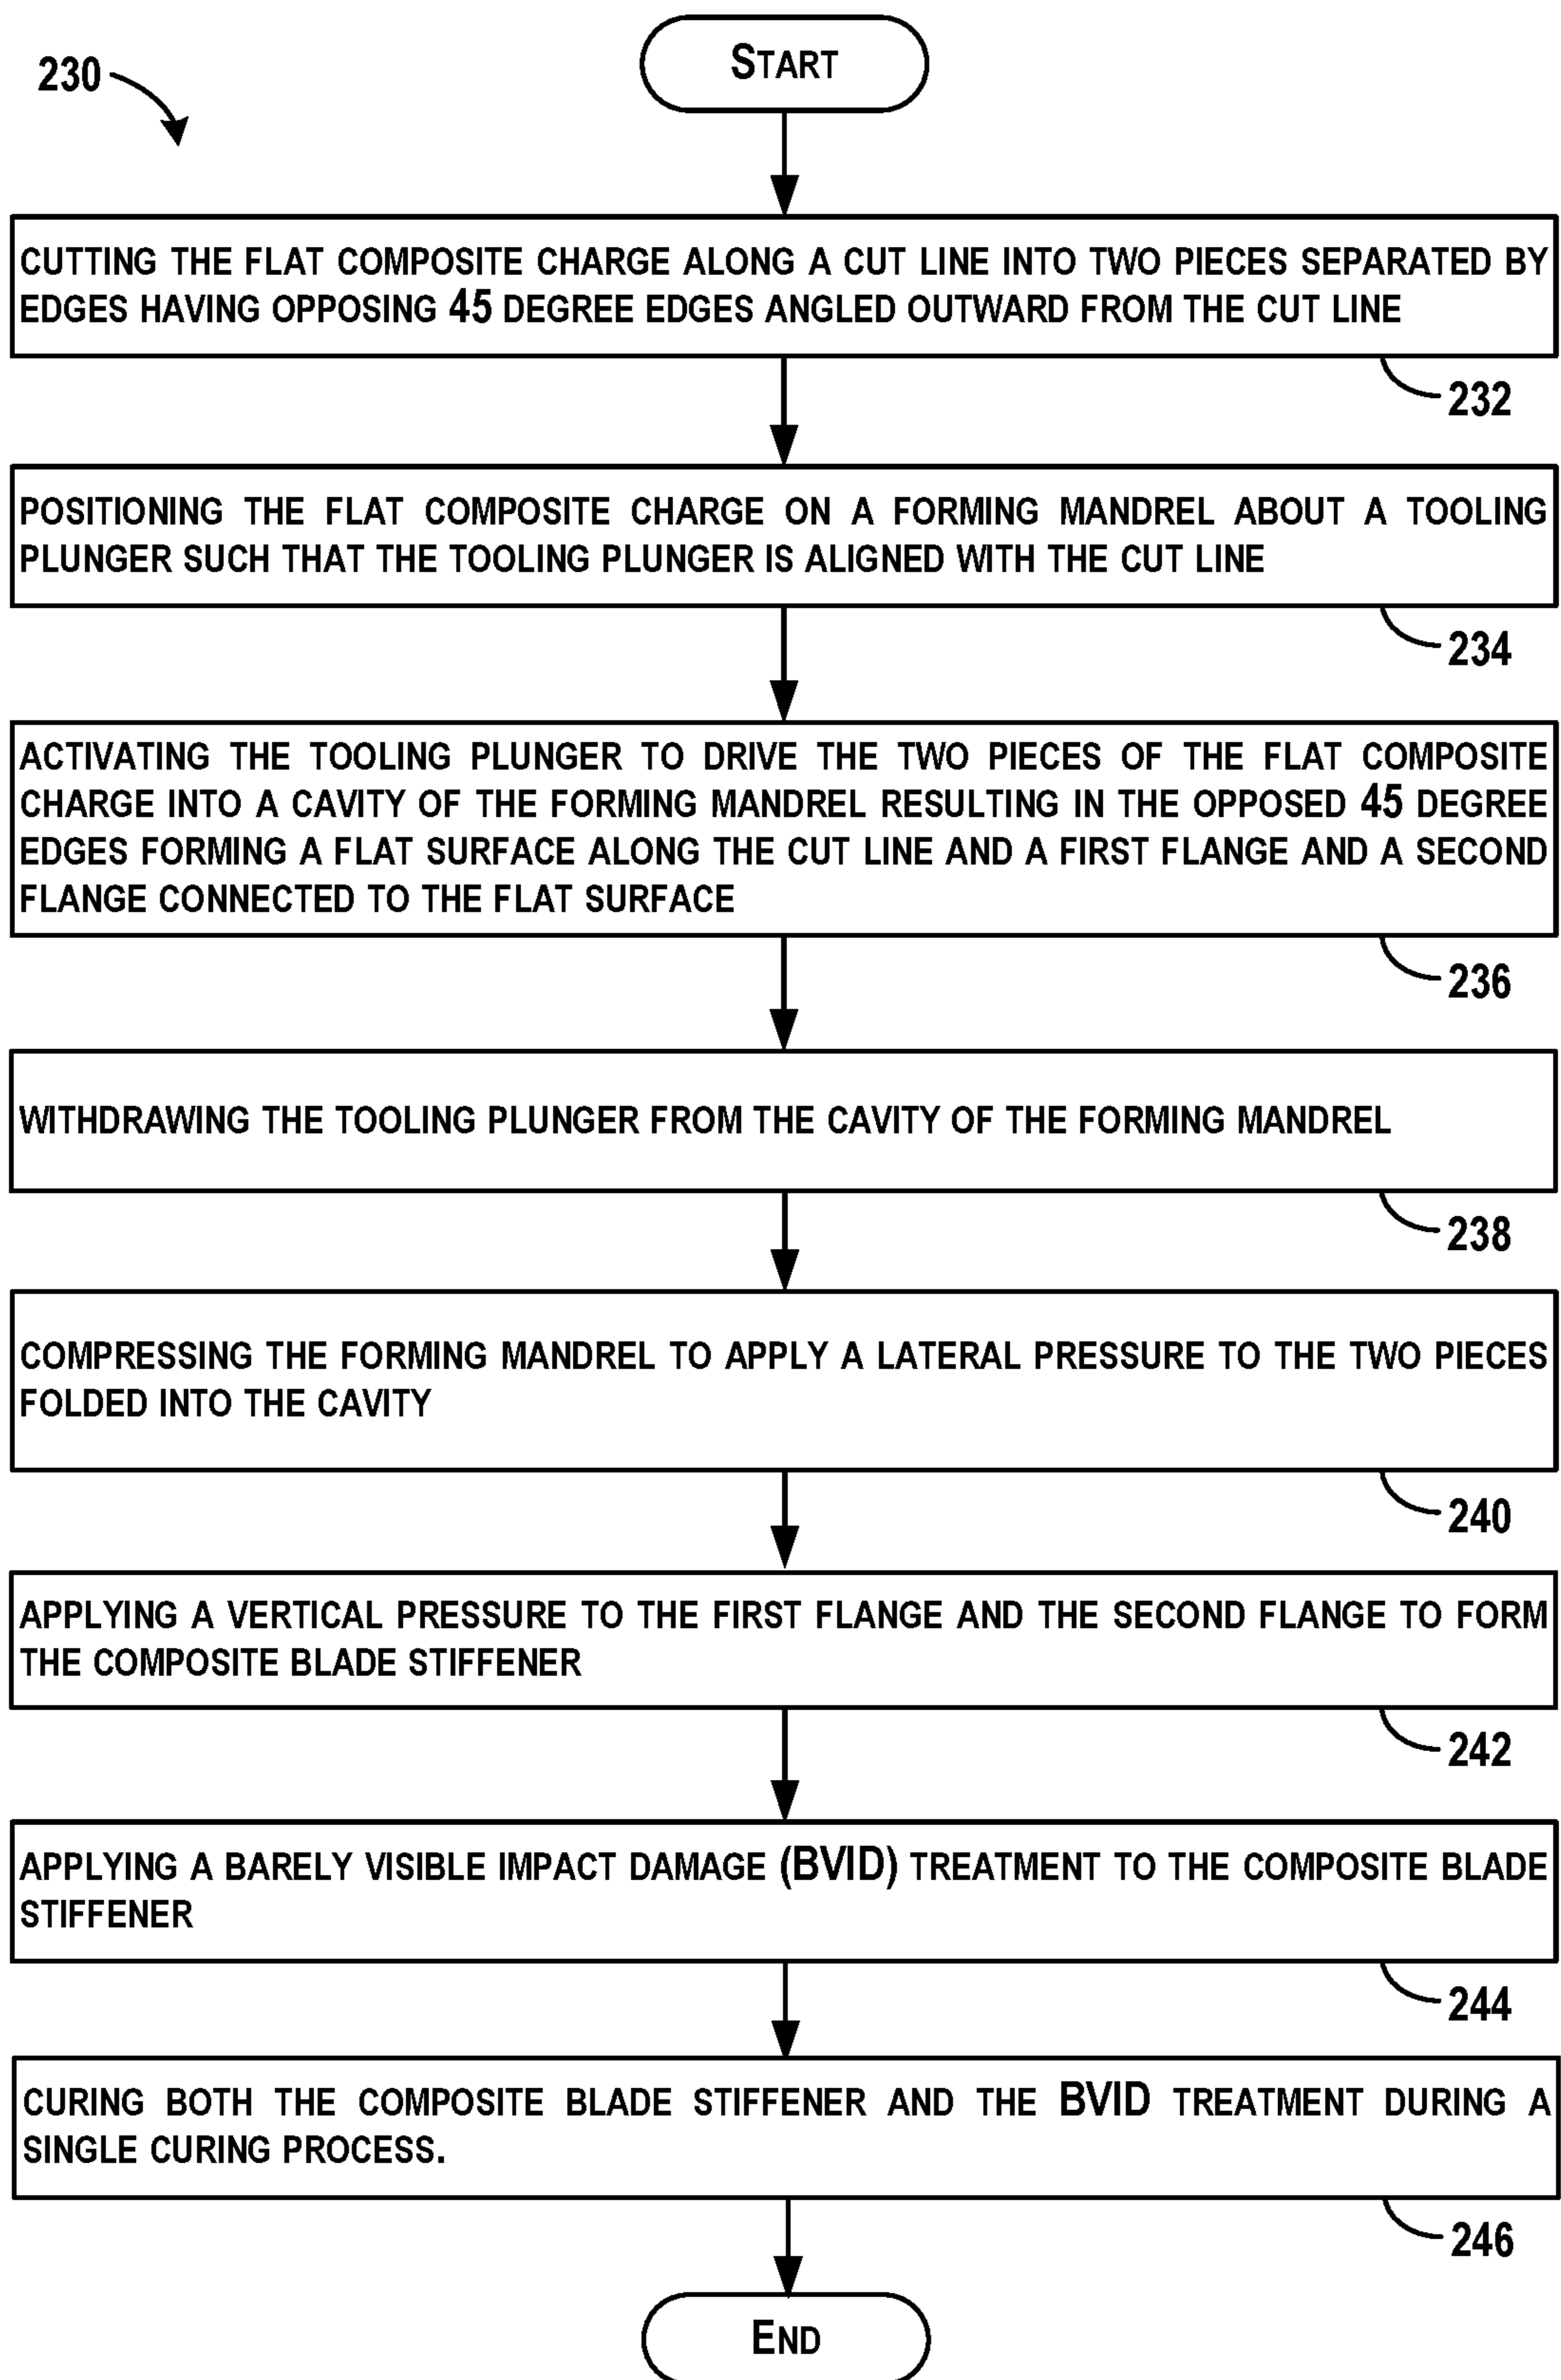 230
START
CUTTING THE FLAT COMPOSITE CHARGE ALONG A CUT LINE INTO TWO PIECES SEPARATED BY
EDGES HAVING OPPOSING 45 DEGREE EDGES ANGLED OUTWARD FROM THE CUT LINE
232
POSITIONING THE FLAT COMPOSITE CHARGE ON A FORMING MANDREL ABOUT A TOOLING
PLUNGER SUCH THAT THE TOOLING PLUNGER IS ALIGNED WITH THE CUT LINE
234
ACTIVATING THE TOOLING PLUNGER TO DRIVE THE TWO PIECES OF THE FLAT COMPOSITE
CHARGE INTO A CAVITY OF THE FORMING MANDREL RESULTING IN THE OPPOSED 45 DEGREE
EDGES FORMING A FLAT SURFACE ALONG THE CUT LINE AND A FIRST FLANGE AND A SECOND
FLANGE CONNECTED TO THE FLAT SURFACE
236
WITHDRAWING THE TOOLING PLUNGER FROM THE CAVITY OF THE FORMING MANDREL
238
COMPRESSING THE FORMING MANDREL TO APPLY A LATERAL PRESSURE TO THE TWO PIECES
FOLDED INTO THE CAVITY
240
APPLYING A VERTICAL PRESSURE TO THE FIRST FLANGE AND THE SECOND FLANGE TO FORM
THE COMPOSITE BLADE STIFFENER
242
APPLYING A BARELY VISIBLE IMPACT DAMAGE (BVID) TREATMENT TO THE COMPOSITE BLADE
STIFFENER
244
CURING BOTH THE COMPOSITE BLADE STIFFENER AND THE BVID TREATMENT DURING A
SINGLE CURING PROCESS.
246
END